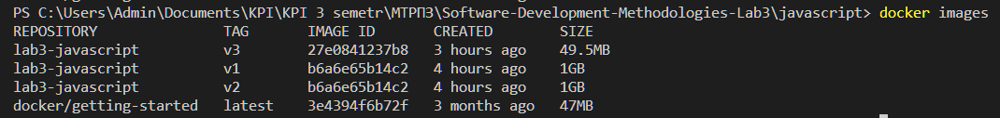 PS C:\Users\Admin\Documents\KPI\KPI 3 semetr\МТРПЗ\Software-Development-Methodologies-Lab3\javascript> docker images
REPOSITORY TAG IMAGE ID CREATED SIZE
lab3-javascript v3 27e0841237b8 3 hours ago 49.5MB
lab3-javascript v1 b6a6e65b14c2 4 hours ago 1GB
lab3-javascript v2 b6a6e65b14c2 4 hours ago 1GB
docker/getting-started latest 3e4394f6b72f 3 months ago 47MB